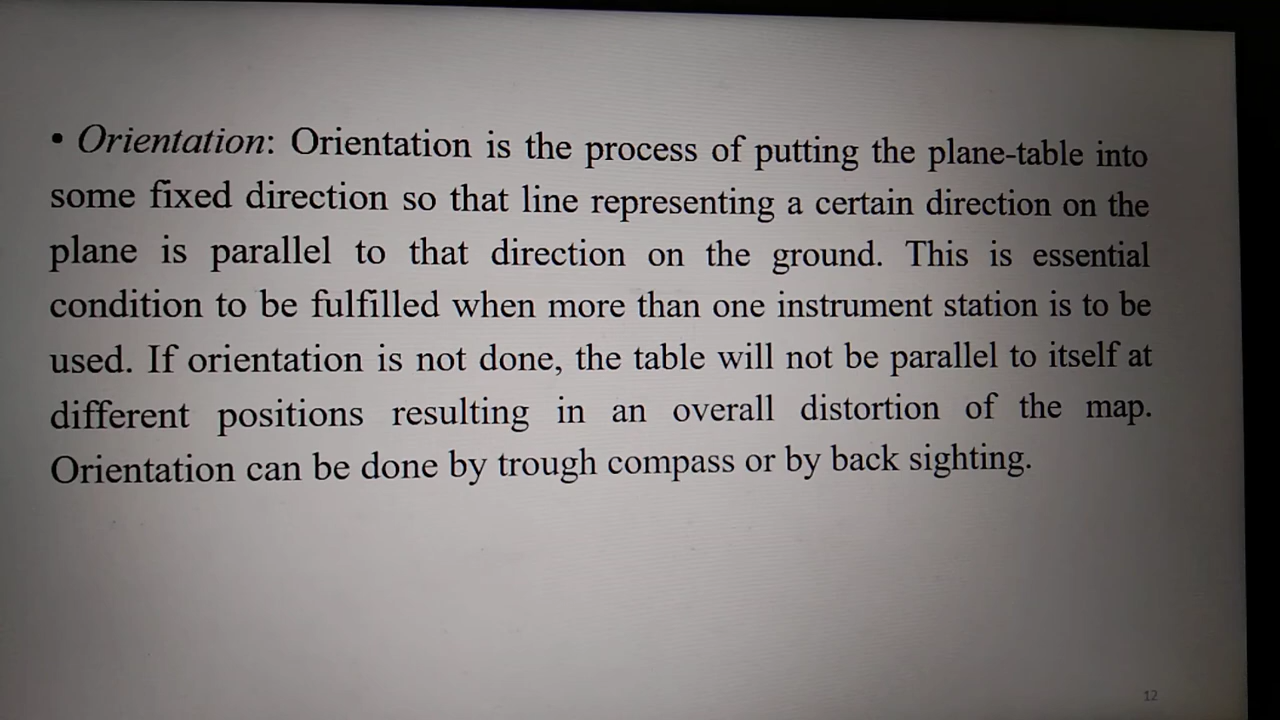 • Orientation: Orientation is the process of putting the plane-table into
some fixed direction so that line representing a certain direction on the
plane is parallel to that direction on the ground. This is essential
condition to be fulfilled when more than one instrument station is to be
used. If orientation is not done, the table will not be parallel to itself at
different positions resulting in an overall distortion of the map.
Orientation can be done by trough compass or by back sighting.
12